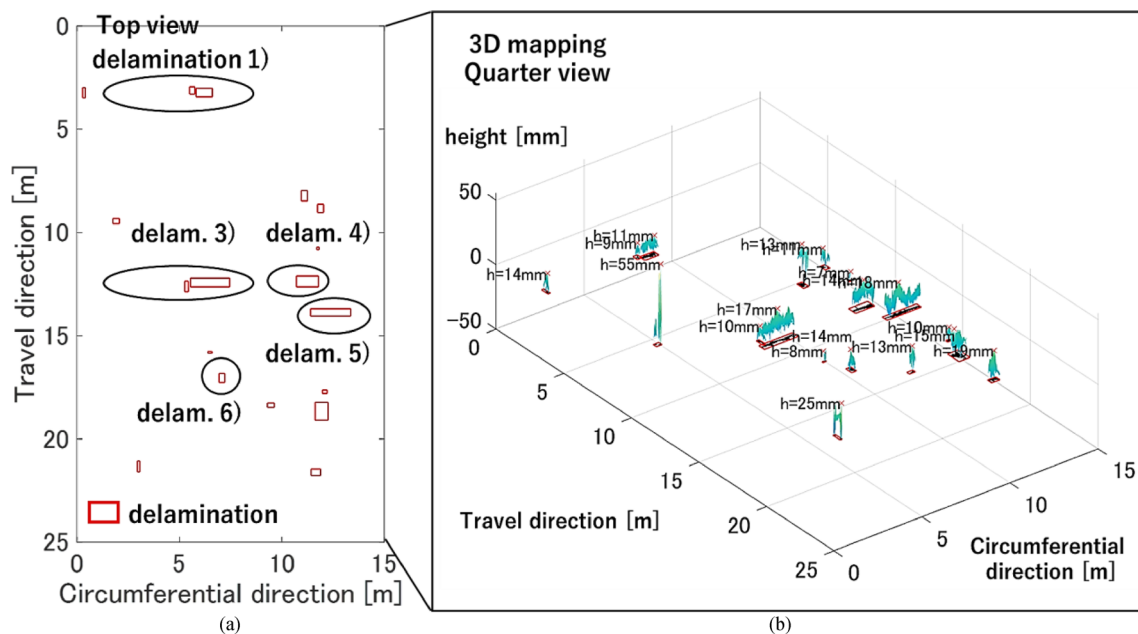 Top view
delamination 1)
delam. 3)
delam. 4)
delam. 5)
delam. 6)
delamination
0
5
10
15
20
25
0
5
10
15
Travel direction [m]
Circumferential direction [m]
(a)
3D mapping
Quarter view
height [mm]
50
0
−50
0
5
10
15
20
25
0
5
10
15
Travel direction [m]
Circumferential
direction [m]
h=11mm
h=9mm
h=55mm
h=14mm
h=13mm
h=11mm
h=7mm
h=14mm
h=18mm
h=17mm
h=10mm
h=14mm
h=8mm
h=13mm
h=10mm
h=15mm
h=19mm
h=25mm
(b)